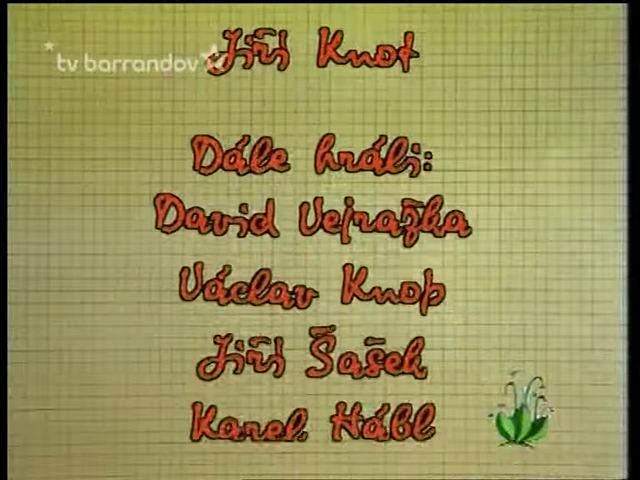 tv barrandov
Jiří Knot
Dále hráli:
David Vejražka
Václav Knop
Jiří Šašek
Karel Hábl